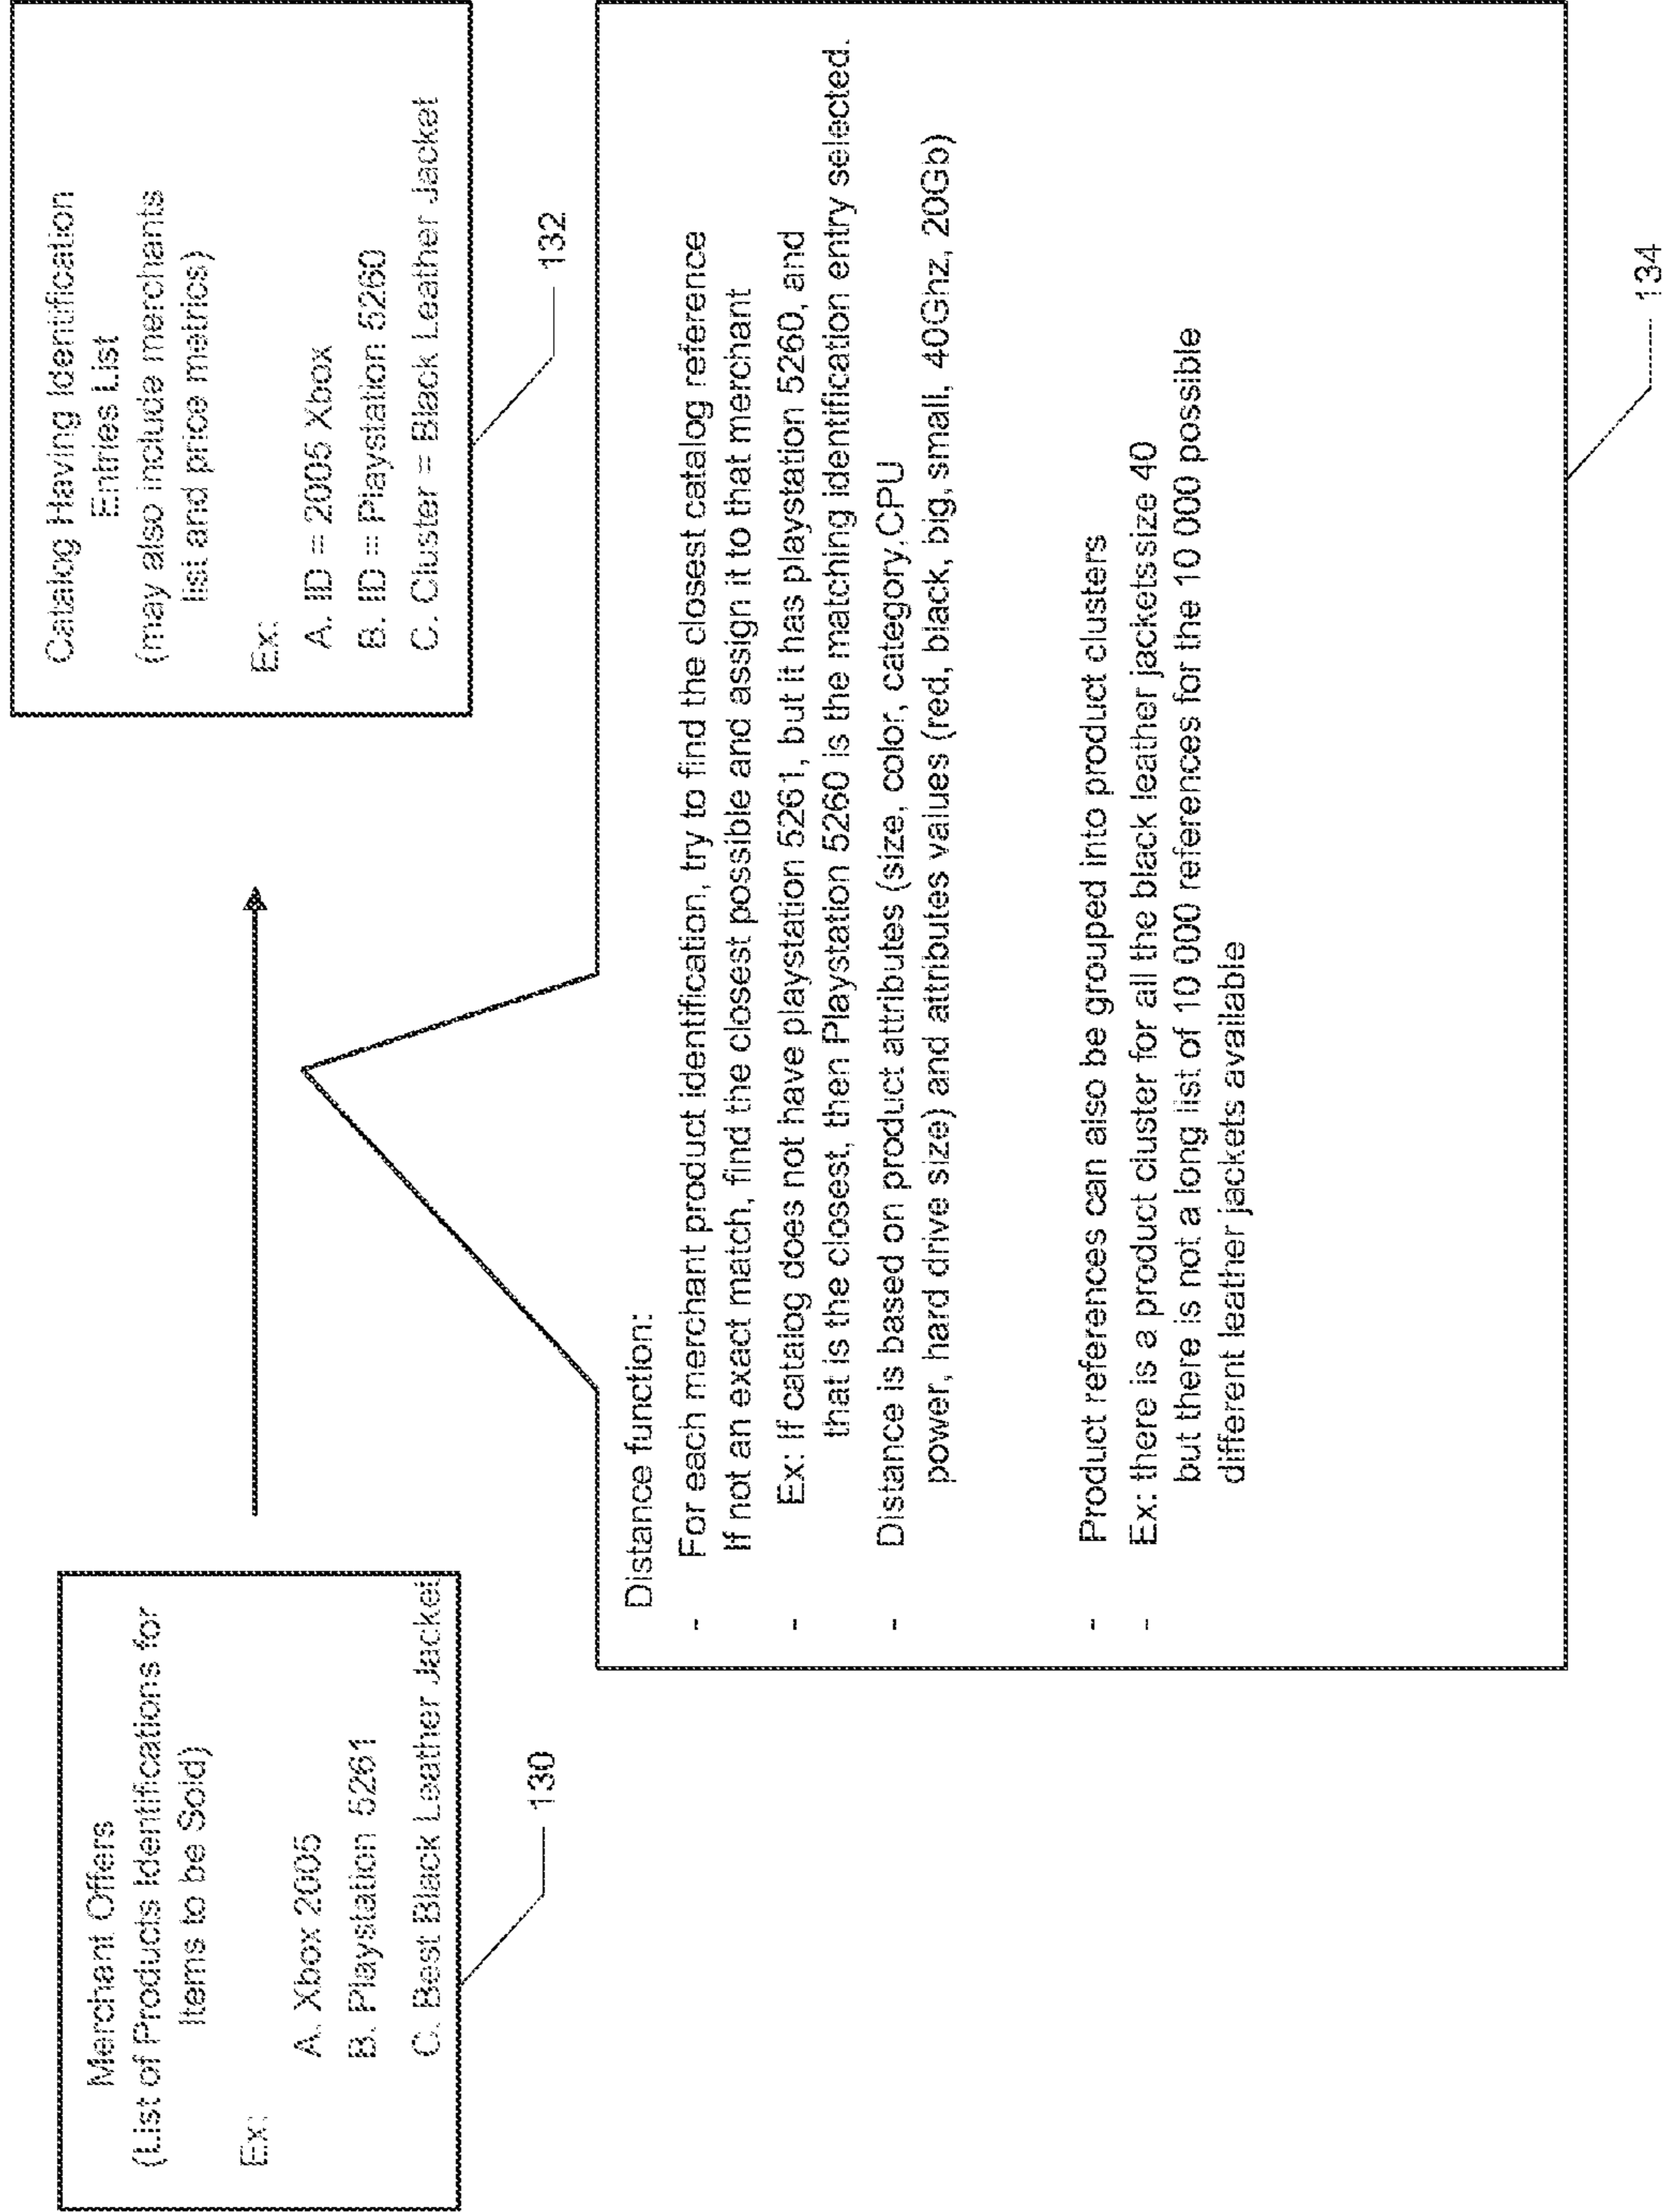 Merchant Offers
(List of Products Identifications for
Items to be Sold)
Ex:
A. Xbox 2005
B. Playstation 5261
C. Best Black Leather Jacket
130
Catalog Having Identification
Entries List
(may also include merchants
list and price metrics)
Ex:
A. ID = 2005 Xbox
B. ID = Playstation 5260
C. Cluster = Black Leather Jacket
132
Distance function:
- For each merchant product identification, try to find the closest catalog reference
If not an exact match, find the closest possible and assign it to that merchant
- Ex: If catalog does not have playstation 5261, but it has playstation 5260, and
that is the closest, then Playstation 5260 is the matching identification entry selected.
- Distance is based on product attributes (size, color, category,CPU
power, hard drive size) and attributes values (red, black, big, small, 40Ghz, 20Gb)
- Product references can also be grouped into product clusters
- Ex: there is a product cluster for all the black leather jackets size 40
but there is not a long list of 10 000 references for the 10 000 possible
different leather jackets available
134